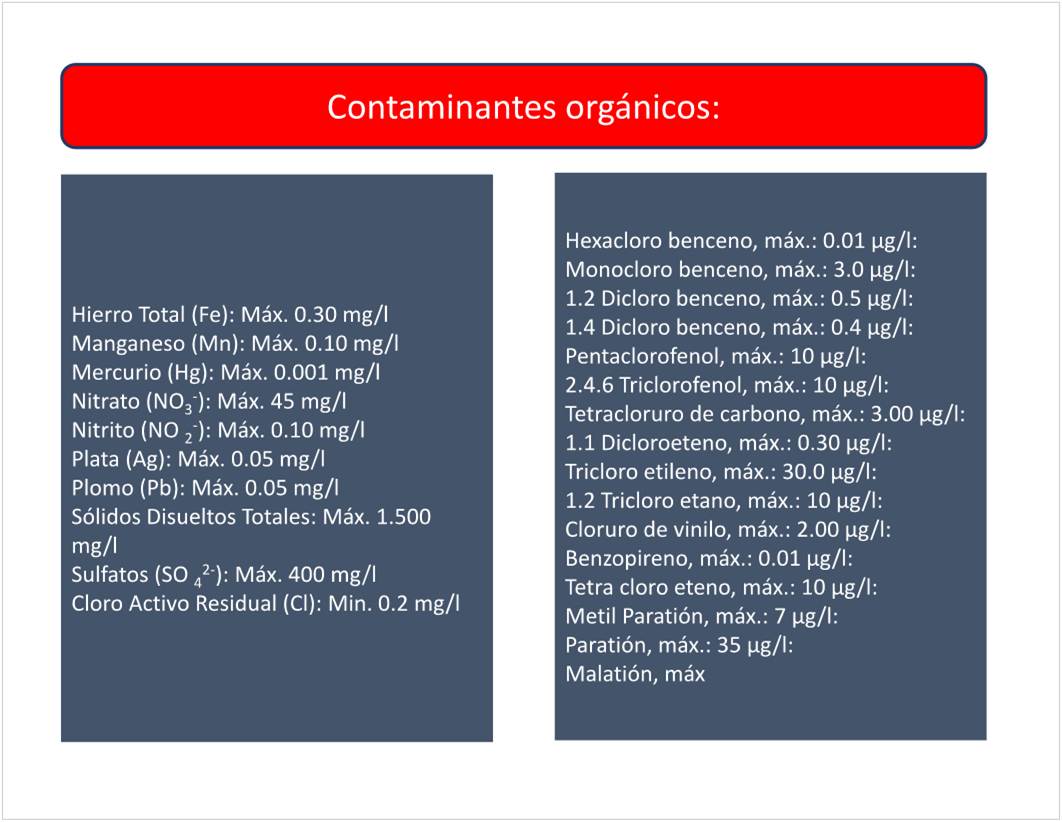 Contaminantes orgánicos:
Hierro Total (Fe): Máx. 0.30 mg/l
Manganeso (Mn): Máx. 0.10 mg/l
Mercurio (Hg): Máx. 0.001 mg/l
Nitrato (NO₃⁻): Máx. 45 mg/l
Nitrito (NO ₂⁻): Máx. 0.10 mg/l
Plata (Ag): Máx. 0.05 mg/l
Plomo (Pb): Máx. 0.05 mg/l
Sólidos Disueltos Totales: Máx. 1.500
mg/l
Sulfatos (SO ₄²⁻): Máx. 400 mg/l
Cloro Activo Residual (Cl): Min. 0.2 mg/l
Hexacloro benceno, máx.: 0.01 µg/l:
Monocloro benceno, máx.: 3.0 µg/l:
1.2 Dicloro benceno, máx.: 0.5 µg/l:
1.4 Dicloro benceno, máx.: 0.4 µg/l:
Pentaclorofenol, máx.: 10 µg/l:
2.4.6 Triclorofenol, máx.: 10 µg/l:
Tetracloruro de carbono, máx.: 3.00 µg/l:
1.1 Dicloroeteno, máx.: 0.30 µg/l:
Tricloro etileno, máx.: 30.0 µg/l:
1.2 Tricloro etano, máx.: 10 µg/l:
Cloruro de vinilo, máx.: 2.00 µg/l:
Benzopireno, máx.: 0.01 µg/l:
Tetra cloro eteno, máx.: 10 µg/l:
Metil Paratión, máx.: 7 µg/l:
Paratión, máx.: 35 µg/l:
Malatión, máx